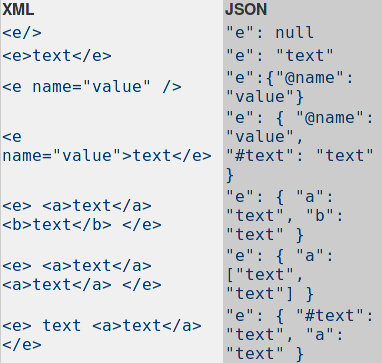 XML JSON
<e/> "e": null
<e>text</e> "e": "text"
<e name="value" /> "e":{"@name":
"value"}
<e
name="value">text</e> "e": { "@name":
"value",
"#text": "text"
}
<e> <a>text</a>
<b>text</b> </e> "e": { "a":
"text", "b":
"text" }
<e> <a>text</a>
<a>text</a> </e> "e": { "a":
["text",
"text"] }
<e> text <a>text</a>
</e> "e": { "#text":
"text", "a":
"text" }